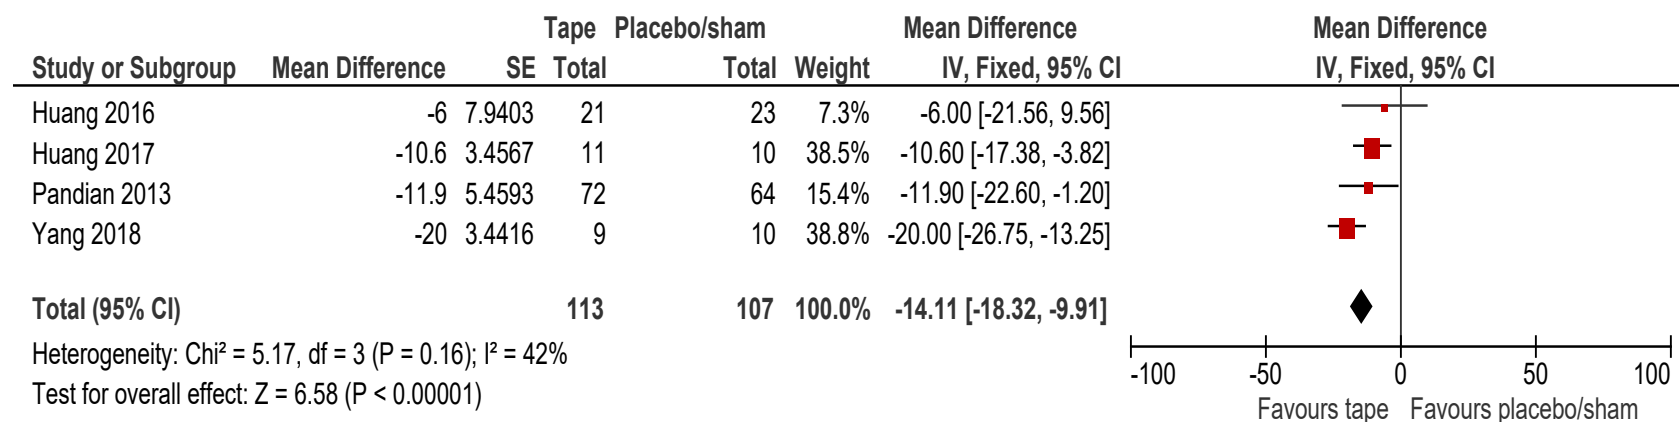 Tape Placebo/sham Mean Difference Mean Difference
Study or Subgroup Mean Difference SE Total Total Weight IV, Fixed, 95% CI IV, Fixed, 95% CI
Huang 2016 -6 7.9403 21 23 7.3% -6.00 [-21.56, 9.56]
Huang 2017 -10.6 3.4567 11 10 38.5% -10.60 [-17.38, -3.82]
Pandian 2013 -11.9 5.4593 72 64 15.4% -11.90 [-22.60, -1.20]
Yang 2018 -20 3.4416 9 10 38.8% -20.00 [-26.75, -13.25]
Total (95% CI) 113 107 100.0% -14.11 [-18.32, -9.91]
Heterogeneity: Chi² = 5.17, df = 3 (P = 0.16); I² = 42%
Test for overall effect: Z = 6.58 (P < 0.00001)
-100 -50 0 50 100
Favours tape Favours placebo/sham